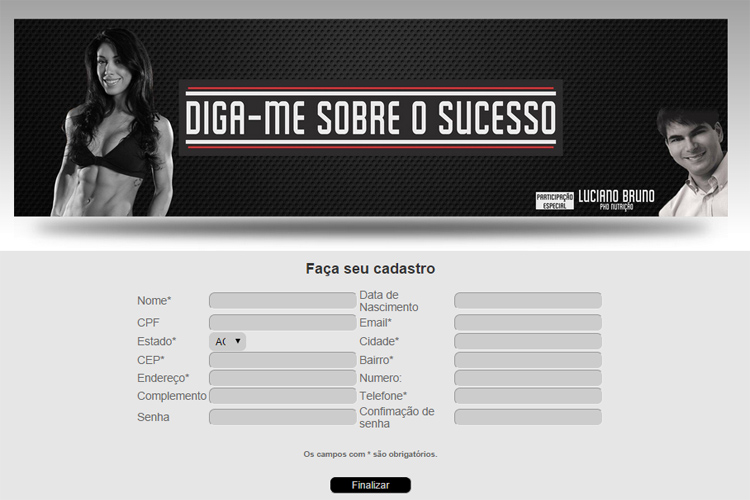 DIGA-ME SOBRE O SUCESSO
PARTICIPAÇÃO
ESPECIAL
LUCIANO BRUNO
PHD NUTRIÇÃO
Faça seu cadastro
Nome*
Data de
Nascimento
CPF
Email*
Estado*
AC
Cidade*
CEP*
Bairro*
Endereço*
Numero:
Complemento
Telefone*
Senha
Confimação de
senha
Os campos com * são obrigatórios.
Finalizar